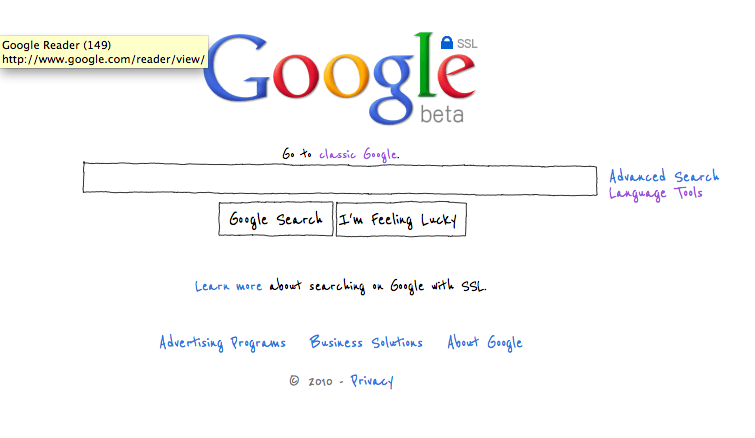 Google Reader (149)
http://www.google.com/reader/view/
Google SSL
beta
Go to classic Google.
Advanced Search
Language Tools
Google Search I'm Feeling Lucky
Learn more about searching on Google with SSL.
Advertising Programs Business Solutions About Google
© 2010 - Privacy